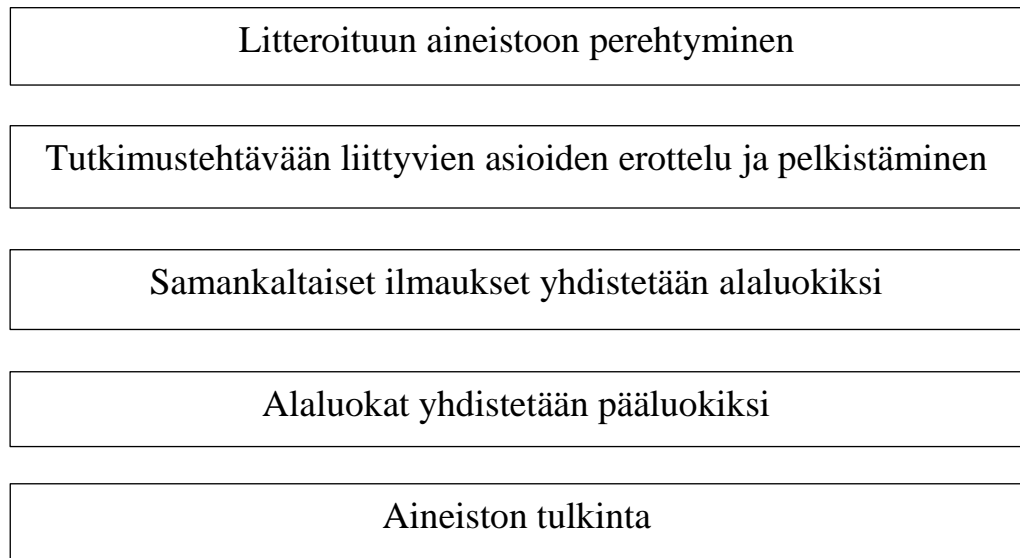 Litteroituun aineistoon perehtyminen
Tutkimustehtävään liittyvien asioiden erottelu ja pelkistäminen
Samankaltaiset ilmaukset yhdistetään alaluokiksi
Alaluokat yhdistetään pääluokiksi
Aineiston tulkinta